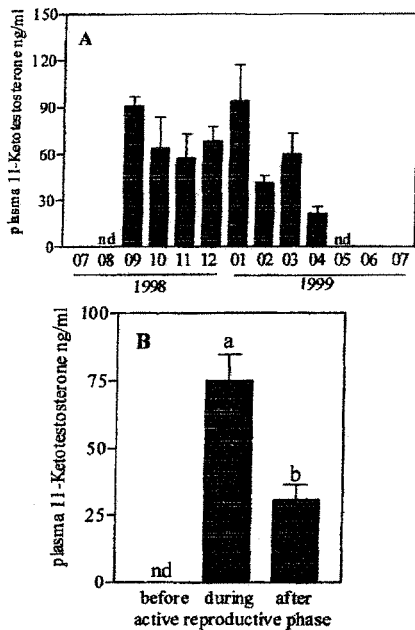 A
plasma 11-Ketotestosterone ng/ml
150
120
90
60
30
0
nd
nd
07 08 09 10 11 12 01 02 03 04 05 06 07
1998
1999
B
plasma 11-Ketotestosterone ng/ml
100
75
50
25
0
nd
a
b
before during after
active reproductive phase